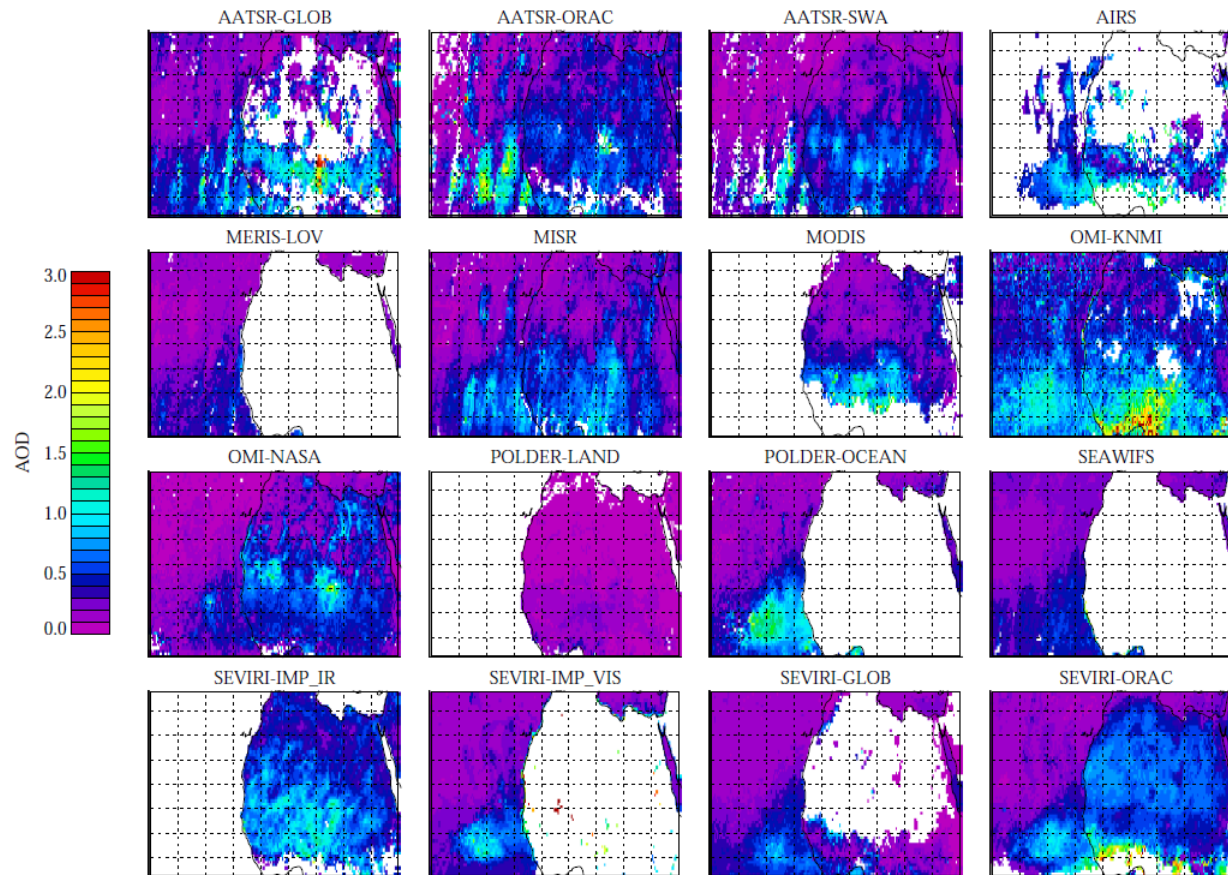 AATSR-GLOB AATSR-ORAC AATSR-SWA AIRS
MERIS-LOV MISR MODIS OMI-KNMI
OMI-NASA POLDER-LAND POLDER-OCEAN SEAWIFS
SEVIRI-IMP_IR SEVIRI-IMP_VIS SEVIRI-GLOB SEVIRI-ORAC
AOD
3.0
2.5
2.0
1.5
1.0
0.5
0.0